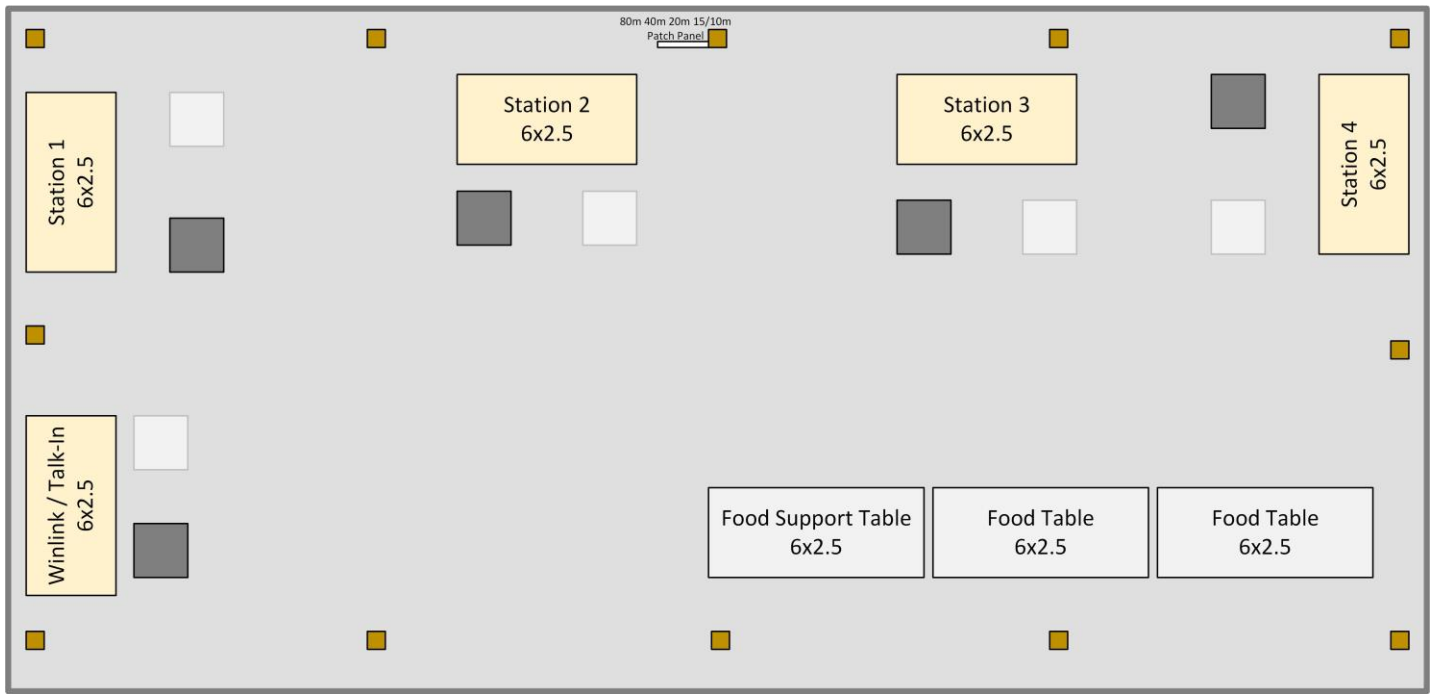 80m 40m 20m 15/10m
Patch Panel
Station 1
6x2.5
Station 2
6x2.5
Station 3
6x2.5
Station 4
6x2.5
Winlink / Talk-In
6x2.5
Food Support Table
6x2.5
Food Table
6x2.5
Food Table
6x2.5